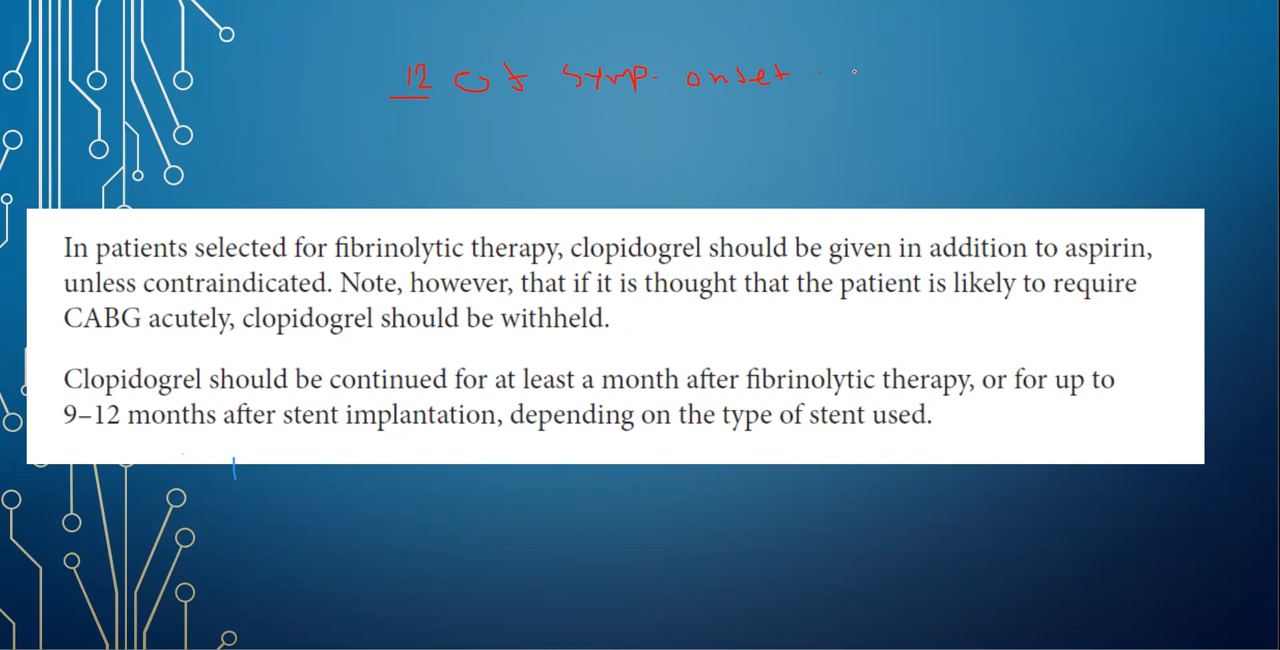 12 of symp. onset
In patients selected for fibrinolytic therapy, clopidogrel should be given in addition to aspirin,
unless contraindicated. Note, however, that if it is thought that the patient is likely to require
CABG acutely, clopidogrel should be withheld.
Clopidogrel should be continued for at least a month after fibrinolytic therapy, or for up to
9–12 months after stent implantation, depending on the type of stent used.